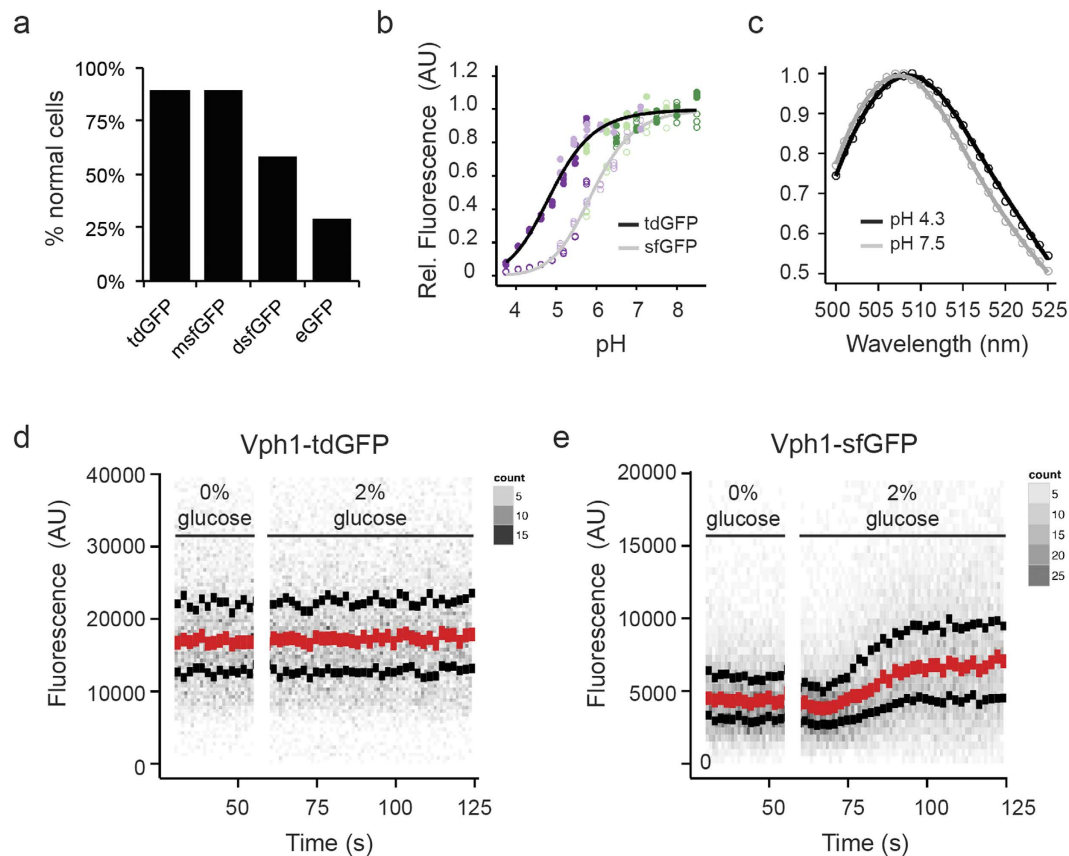 a
% normal cells
100%
75%
50%
25%
0%
tdGFP
msfGFP
dsfGFP
eGFP
b
Rel. Fluorescence (AU)
1.2
1.0
0.8
0.6
0.4
0.2
0
tdGFP
sfGFP
4 5 6 7 8
pH
c
1.0
0.9
0.8
0.7
0.6
0.5
pH 4.3
pH 7.5
500 505 510 515 520 525
Wavelength (nm)
d
Vph1-tdGFP
Fluorescence (AU)
40000
30000
20000
10000
0
0%
glucose
2%
glucose
count
5
10
15
50 75 100 125
Time (s)
e
Vph1-sfGFP
Fluorescence (AU)
20000
15000
10000
5000
0
0%
glucose
2%
glucose
count
5
10
15
20
25
50 75 100 125
Time (s)